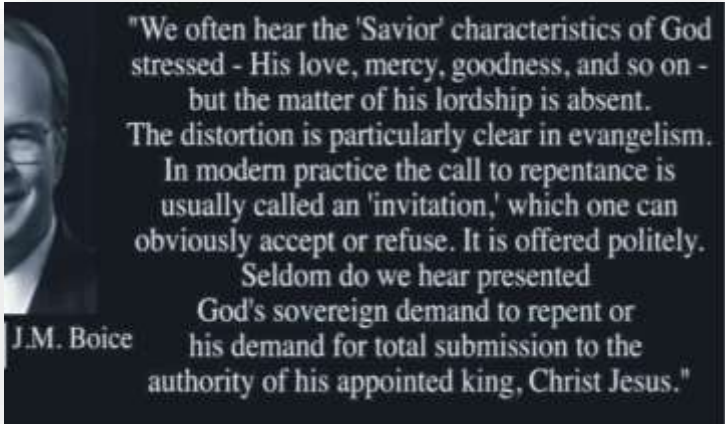 "We often hear the 'Savior' characteristics of God
stressed - His love, mercy, goodness, and so on -
but the matter of his lordship is absent.
The distortion is particularly clear in evangelism.
In modern practice the call to repentance is
usually called an 'invitation,' which one can
obviously accept or refuse. It is offered politely.
Seldom do we hear presented
God's sovereign demand to repent or
his demand for total submission to the
authority of his appointed king, Christ Jesus."
J.M. Boice